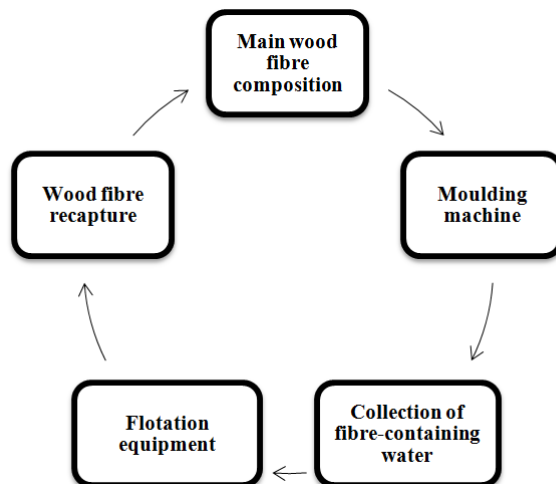 Main wood
fibre
composition
Moulding
machine
Collection of
fibre-containing
water
Flotation
equipment
Wood fibre
recapture